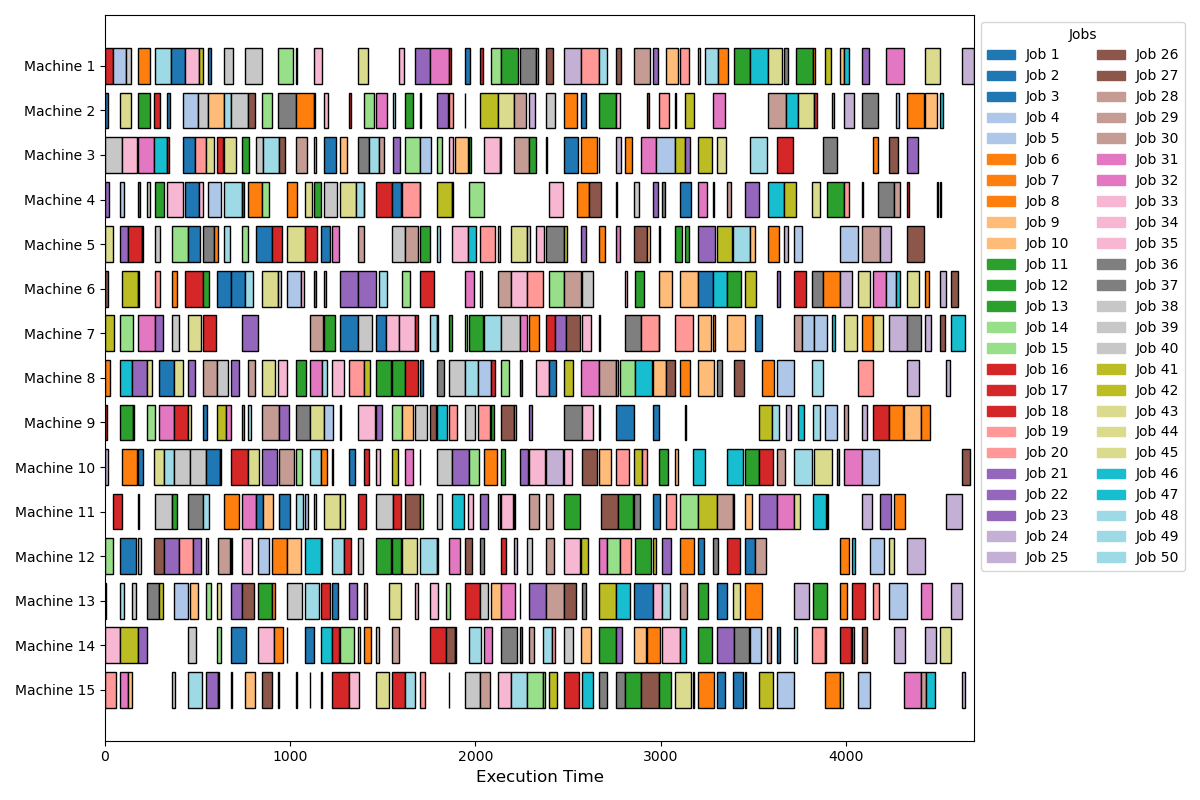 Machine 1
Machine 2
Machine 3
Machine 4
Machine 5
Machine 6
Machine 7
Machine 8
Machine 9
Machine 10
Machine 11
Machine 12
Machine 13
Machine 14
Machine 15
0 1000 2000 3000 4000
Execution Time
Jobs
Job 1
Job 2
Job 3
Job 4
Job 5
Job 6
Job 7
Job 8
Job 9
Job 10
Job 11
Job 12
Job 13
Job 14
Job 15
Job 16
Job 17
Job 18
Job 19
Job 20
Job 21
Job 22
Job 23
Job 24
Job 25
Job 26
Job 27
Job 28
Job 29
Job 30
Job 31
Job 32
Job 33
Job 34
Job 35
Job 36
Job 37
Job 38
Job 39
Job 40
Job 41
Job 42
Job 43
Job 44
Job 45
Job 46
Job 47
Job 48
Job 49
Job 50